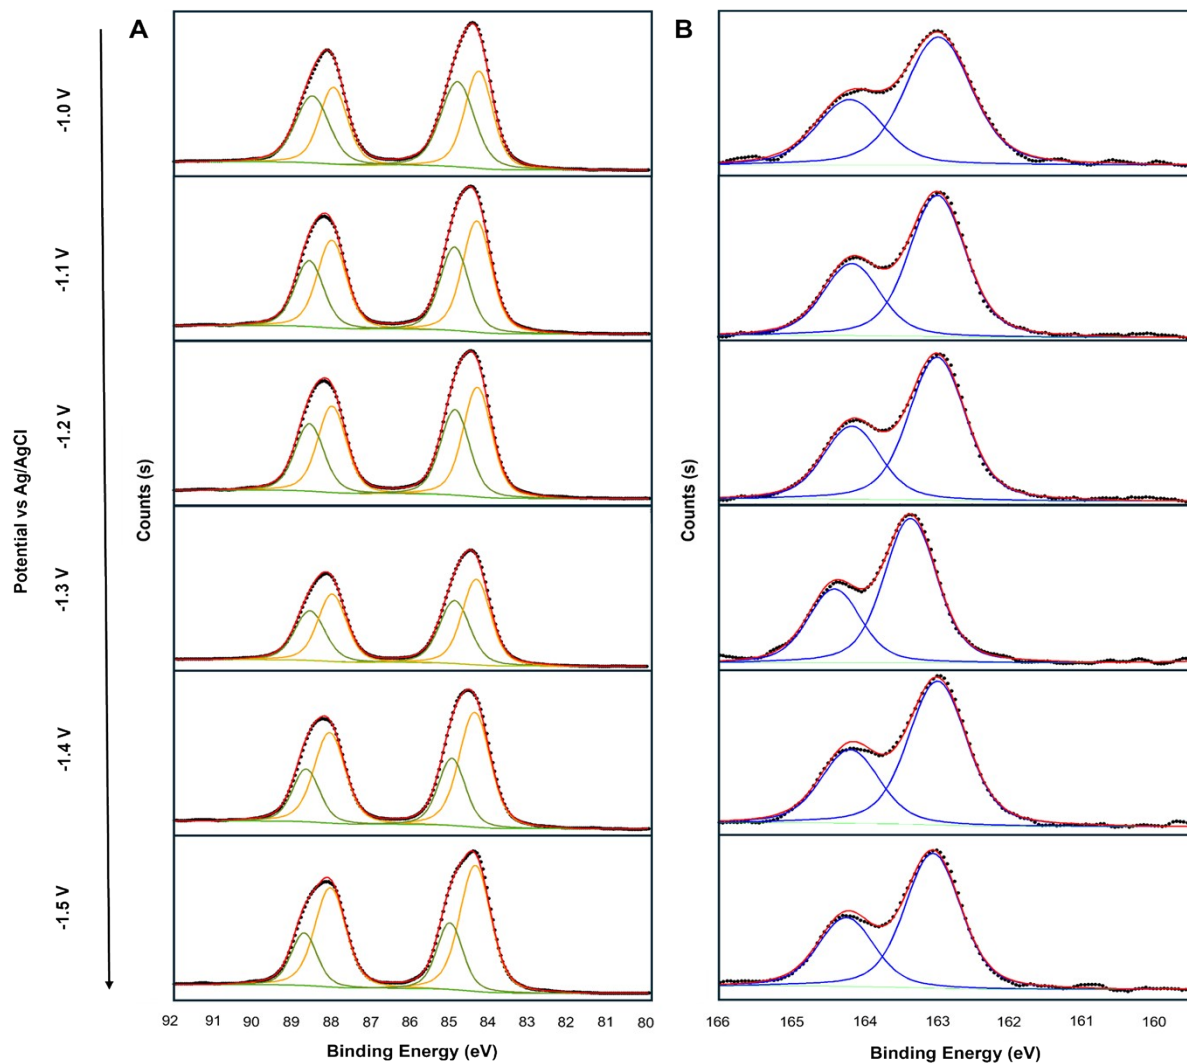 A
B
Potential vs Ag/AgCl
-1.0 V
-1.1 V
-1.2 V
-1.3 V
-1.4 V
-1.5 V
Counts (s)
Counts (s)
92 91 90 89 88 87 86 85 84 83 82 81 80
Binding Energy (eV)
166 165 164 163 162 161 160
Binding Energy (eV)